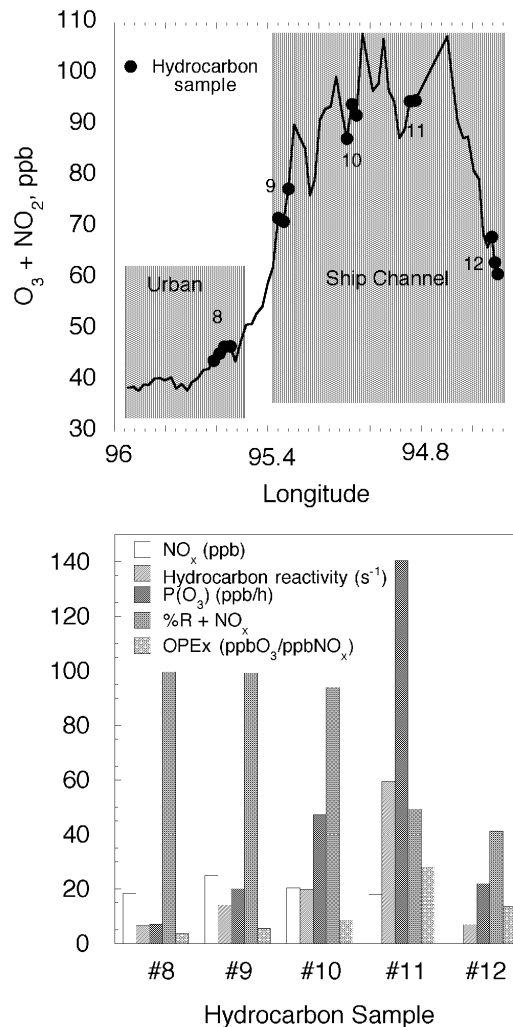 110
100
90
80
70
60
50
40
30
O₃ + NO₂, ppb
Hydrocarbon
sample
Urban
Ship Channel
8
9
10
11
12
96
95.4
94.8
Longitude
140
120
100
80
60
40
20
0
NOₓ (ppb)
Hydrocarbon reactivity (s⁻¹)
P(O₃) (ppb/h)
%R + NOₓ
OPEx (ppbO₃/ppbNOₓ)
#8
#9
#10
#11
#12
Hydrocarbon Sample